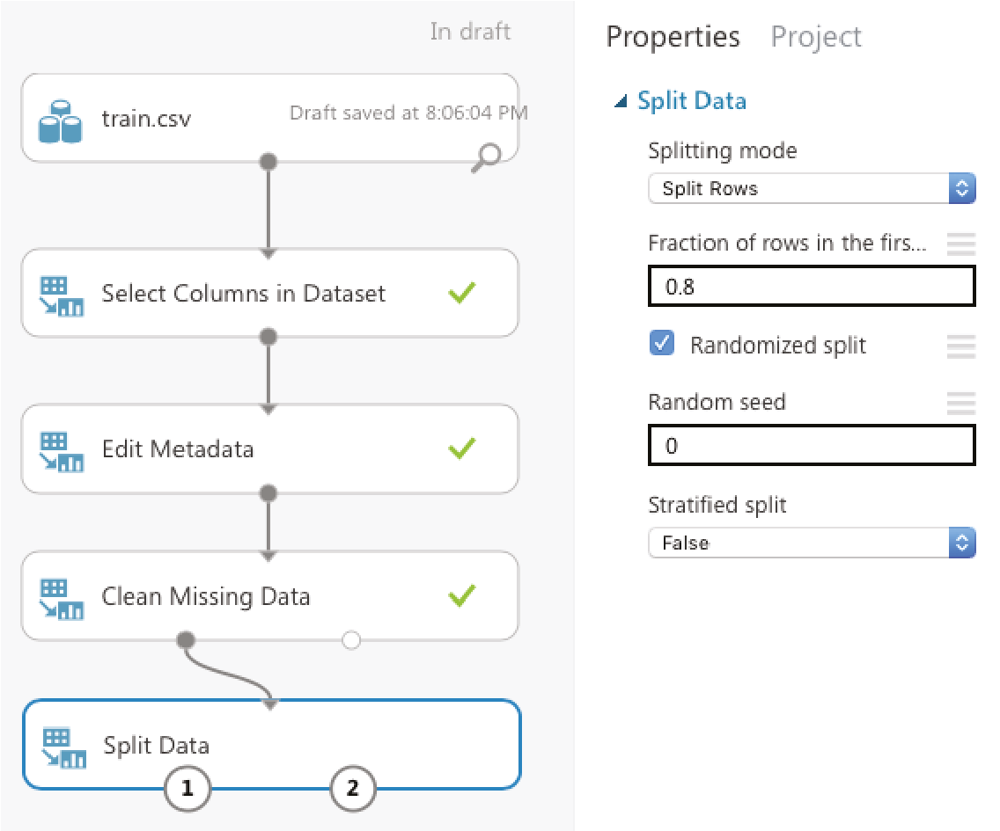 In draft
train.csv
Draft saved at 8:06:04 PM
Select Columns in Dataset
Edit Metadata
Clean Missing Data
Split Data
1
2
Properties
Project
Split Data
Splitting mode
Split Rows
Fraction of rows in the firs...
0.8
Randomized split
Random seed
0
Stratified split
False